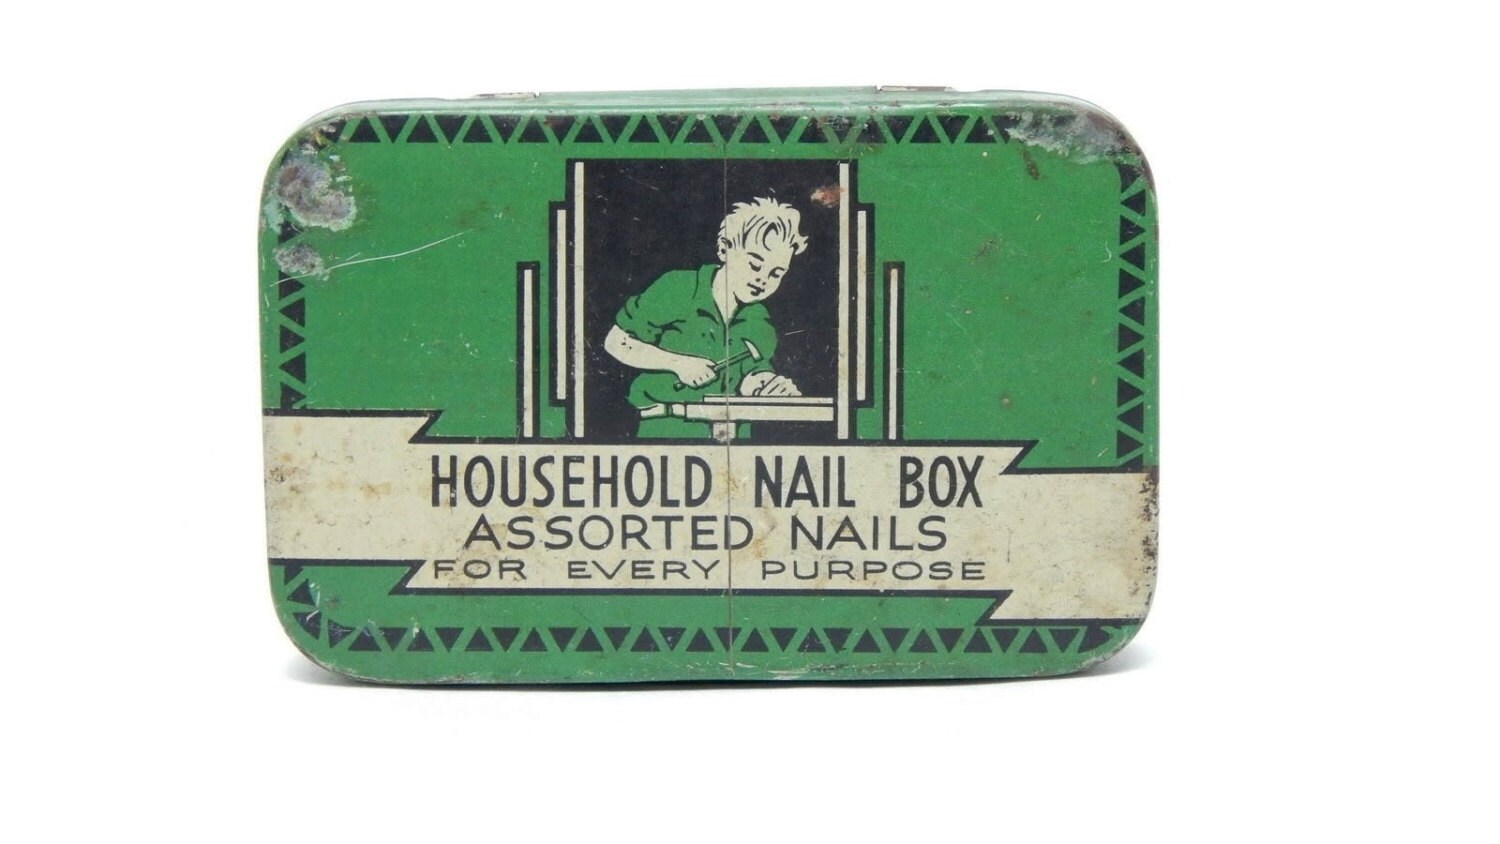 HOUSEHOLD NAIL BOX
ASSORTED NAILS
FOR EVERY PURPOSE